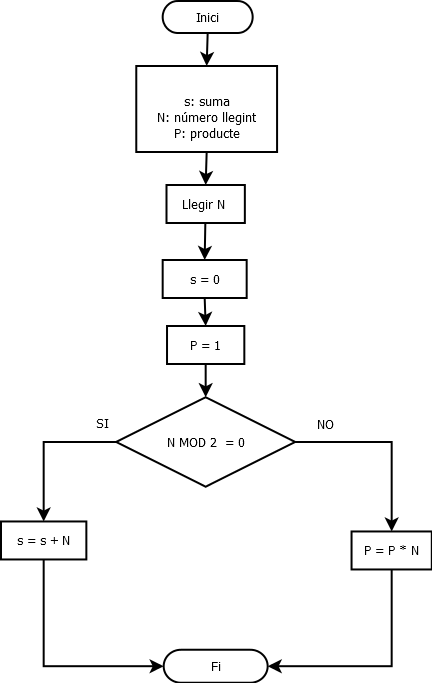 Inici
s: suma
N: número llegint
P: producte
Llegir N
s = 0
P = 1
SI
NO
N MOD 2 = 0
s = s + N
P = P * N
Fi